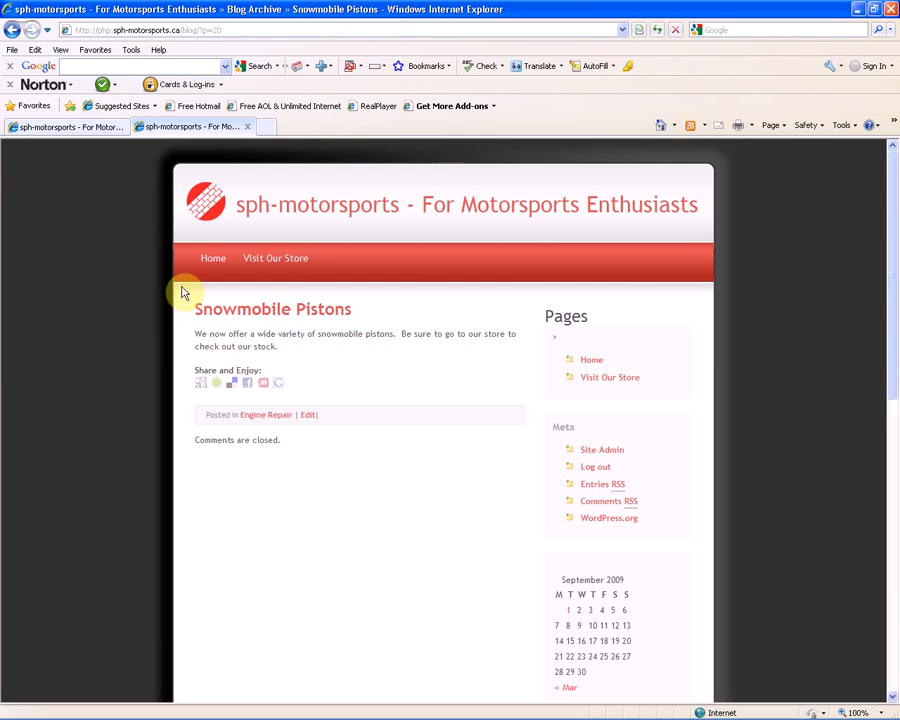 sph-motorsports - For Motorsports Enthusiasts » Blog Archive » Snowmobile Pistons - Windows Internet Explorer
http://php.sph-motorsports.ca/blog?p=20
Google
File Edit View Favorites Tools Help
Google Search Bookmarks Check Translate AutoFill Sign In
Norton Cards & Log-ins
Favorites Suggested Sites Free Hotmail Free AOL & Unlimited Internet RealPlayer Get More Add-ons
sph-motorsports - For Motor... sph-motorsports - For Mo... Page Safety Tools
sph-motorsports - For Motorsports Enthusiasts
Home Visit Our Store
Snowmobile Pistons
We now offer a wide variety of snowmobile pistons. Be sure to go to our store to
check out our stock.
Share and Enjoy:
Posted in Engine Repair | Edit|
Comments are closed.
Pages
>
Home
Visit Our Store
Meta
Site Admin
Log out
Entries RSS
Comments RSS
WordPress.org
September 2009
M T W T F S S
1 2 3 4 5 6
7 8 9 10 11 12 13
14 15 16 17 18 19 20
21 22 23 24 25 26 27
28 29 30
« Mar
Internet 100%